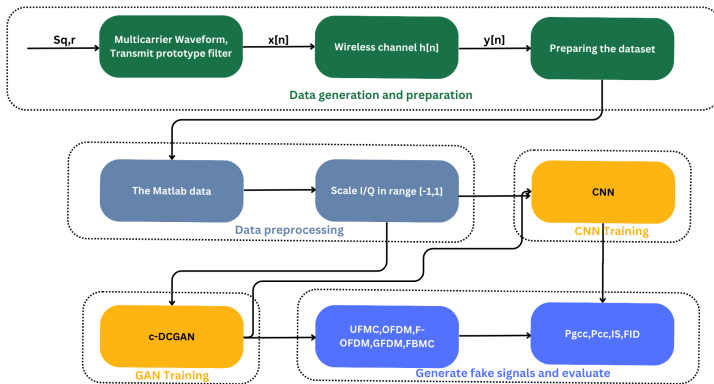 Sq,r
Multicarrier Waveform,
Transmit prototype filter
x[n]
Wireless channel h[n]
y[n]
Preparing the dataset
Data generation and preparation
The Matlab data
Scale I/Q in range [-1,1]
CNN
Data preprocessing
CNN Training
c-DCGAN
UFMC,OFDM,F-
OFDM,GFDM,FBMC
Pgcc,Pcc,IS,FID
GAN Training
Generate fake signals and evaluate